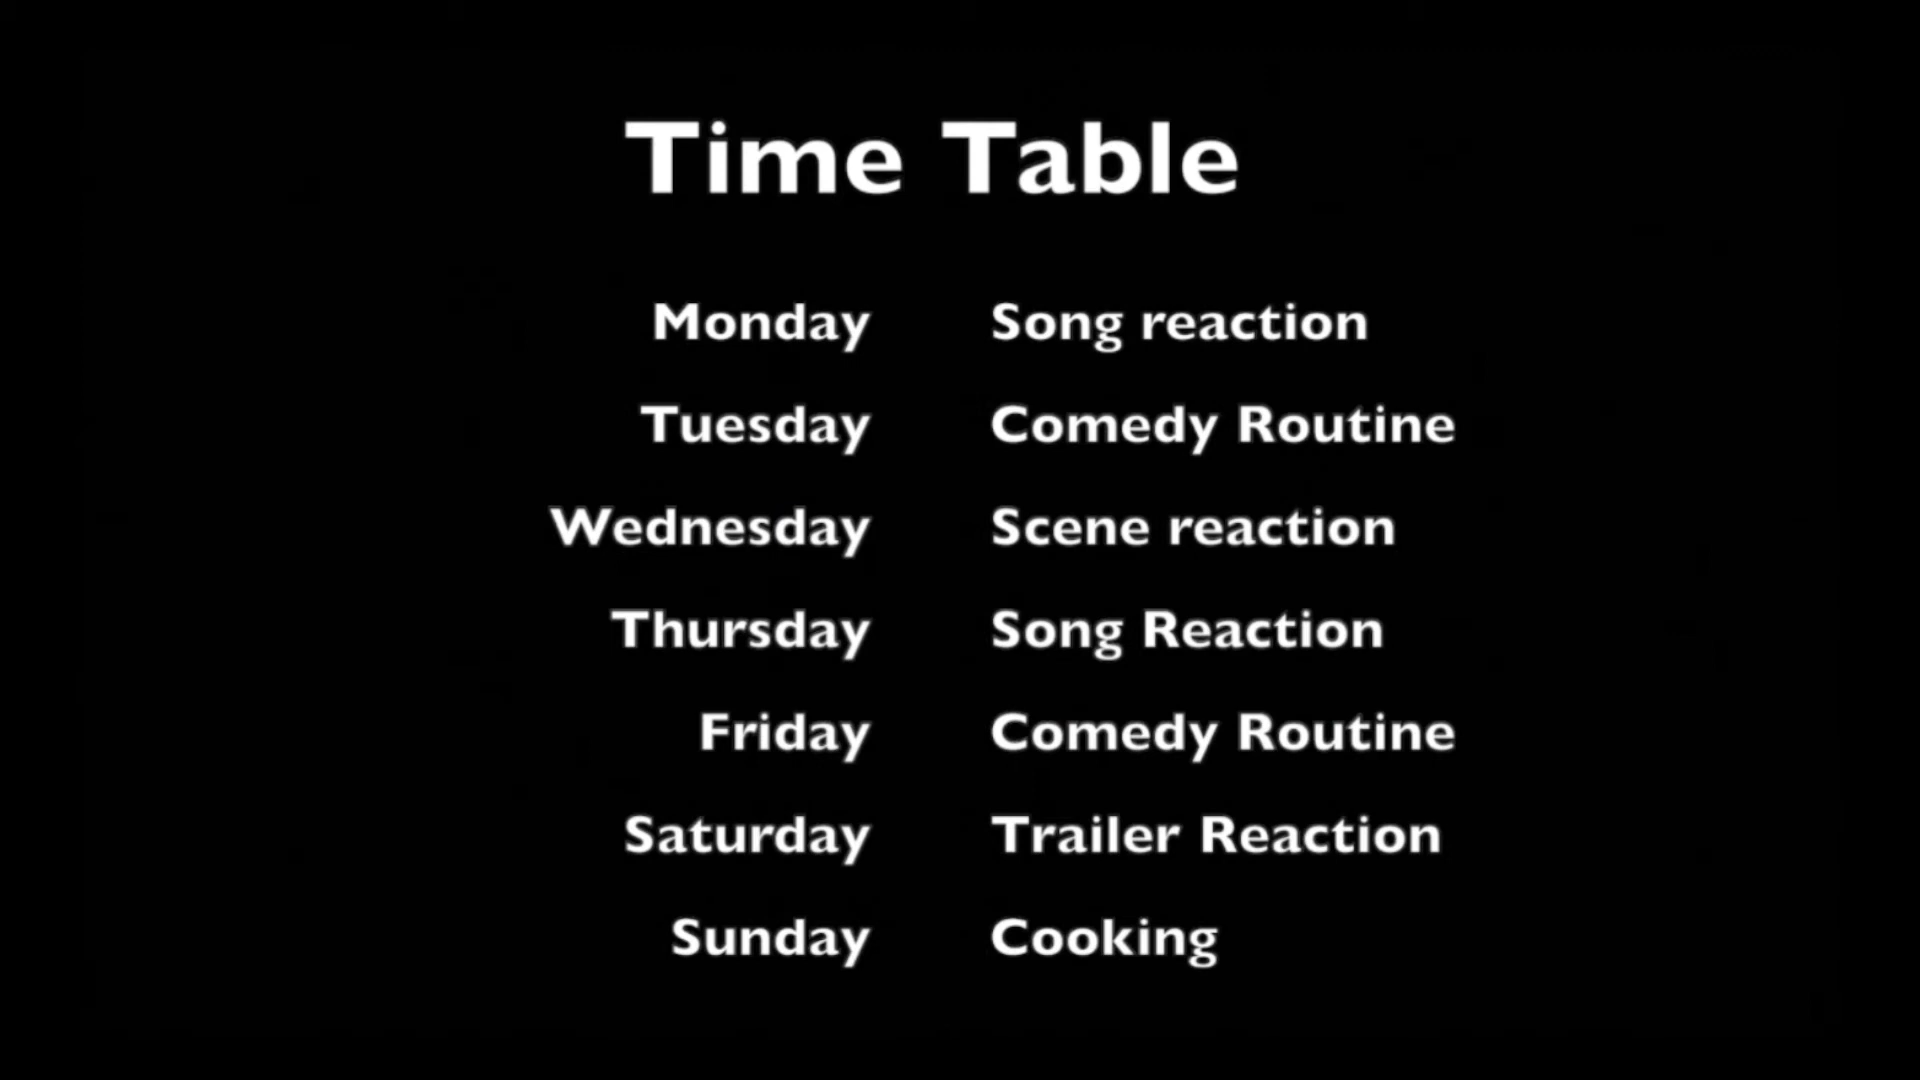 Time Table
Monday Song reaction
Tuesday Comedy Routine
Wednesday Scene reaction
Thursday Song Reaction
Friday Comedy Routine
Saturday Trailer Reaction
Sunday Cooking